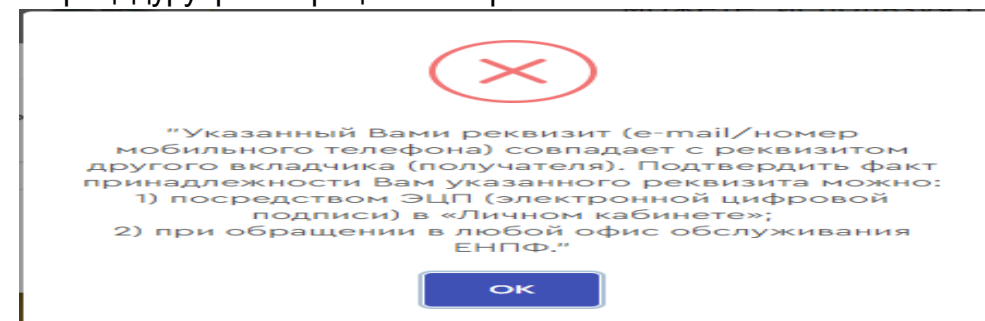 "Указанный Вами реквизит (e-mail/номер
мобильного телефона) совпадает с реквизитом
другого вкладчика (получателя). Подтвердить факт
принадлежности Вам указанного реквизита можно:
1) посредством ЭЦП (электронной цифровой
подписи) в «Личном кабинете»;
2) при обращении в любой офис обслуживания
ЕНПФ."
ОК